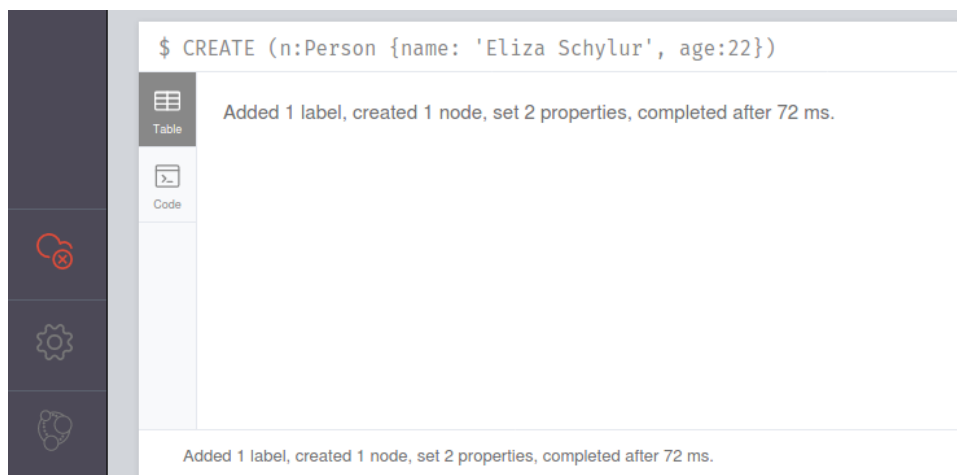 $ CREATE (n:Person {name: 'Eliza Schylur', age:22})
Table
Added 1 label, created 1 node, set 2 properties, completed after 72 ms.
Code
Added 1 label, created 1 node, set 2 properties, completed after 72 ms.